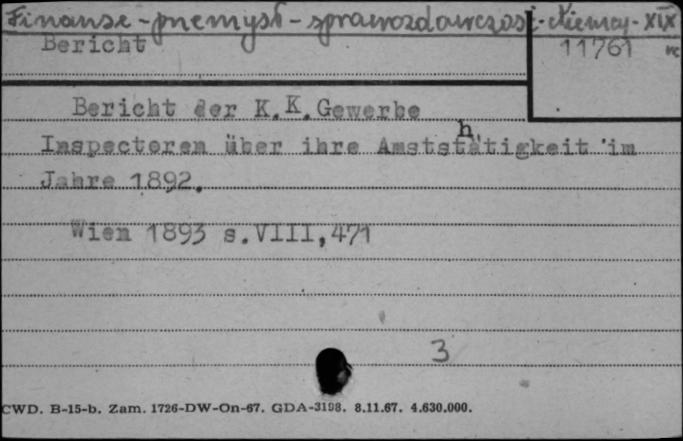 Finanse - przemysł - sprawozdawczość - Niemcy - XIX
Bericht
11761
Bericht der K.K. Gewerbe
Inspectoren über ihre Amststhätigkeit im
Jahre 1892.
Wien 1893 s.VIII,471
3
CWD. B-15-b. Zam. 1726-DW-On-67. GDA-3198. 8.11.67. 4.630.000.